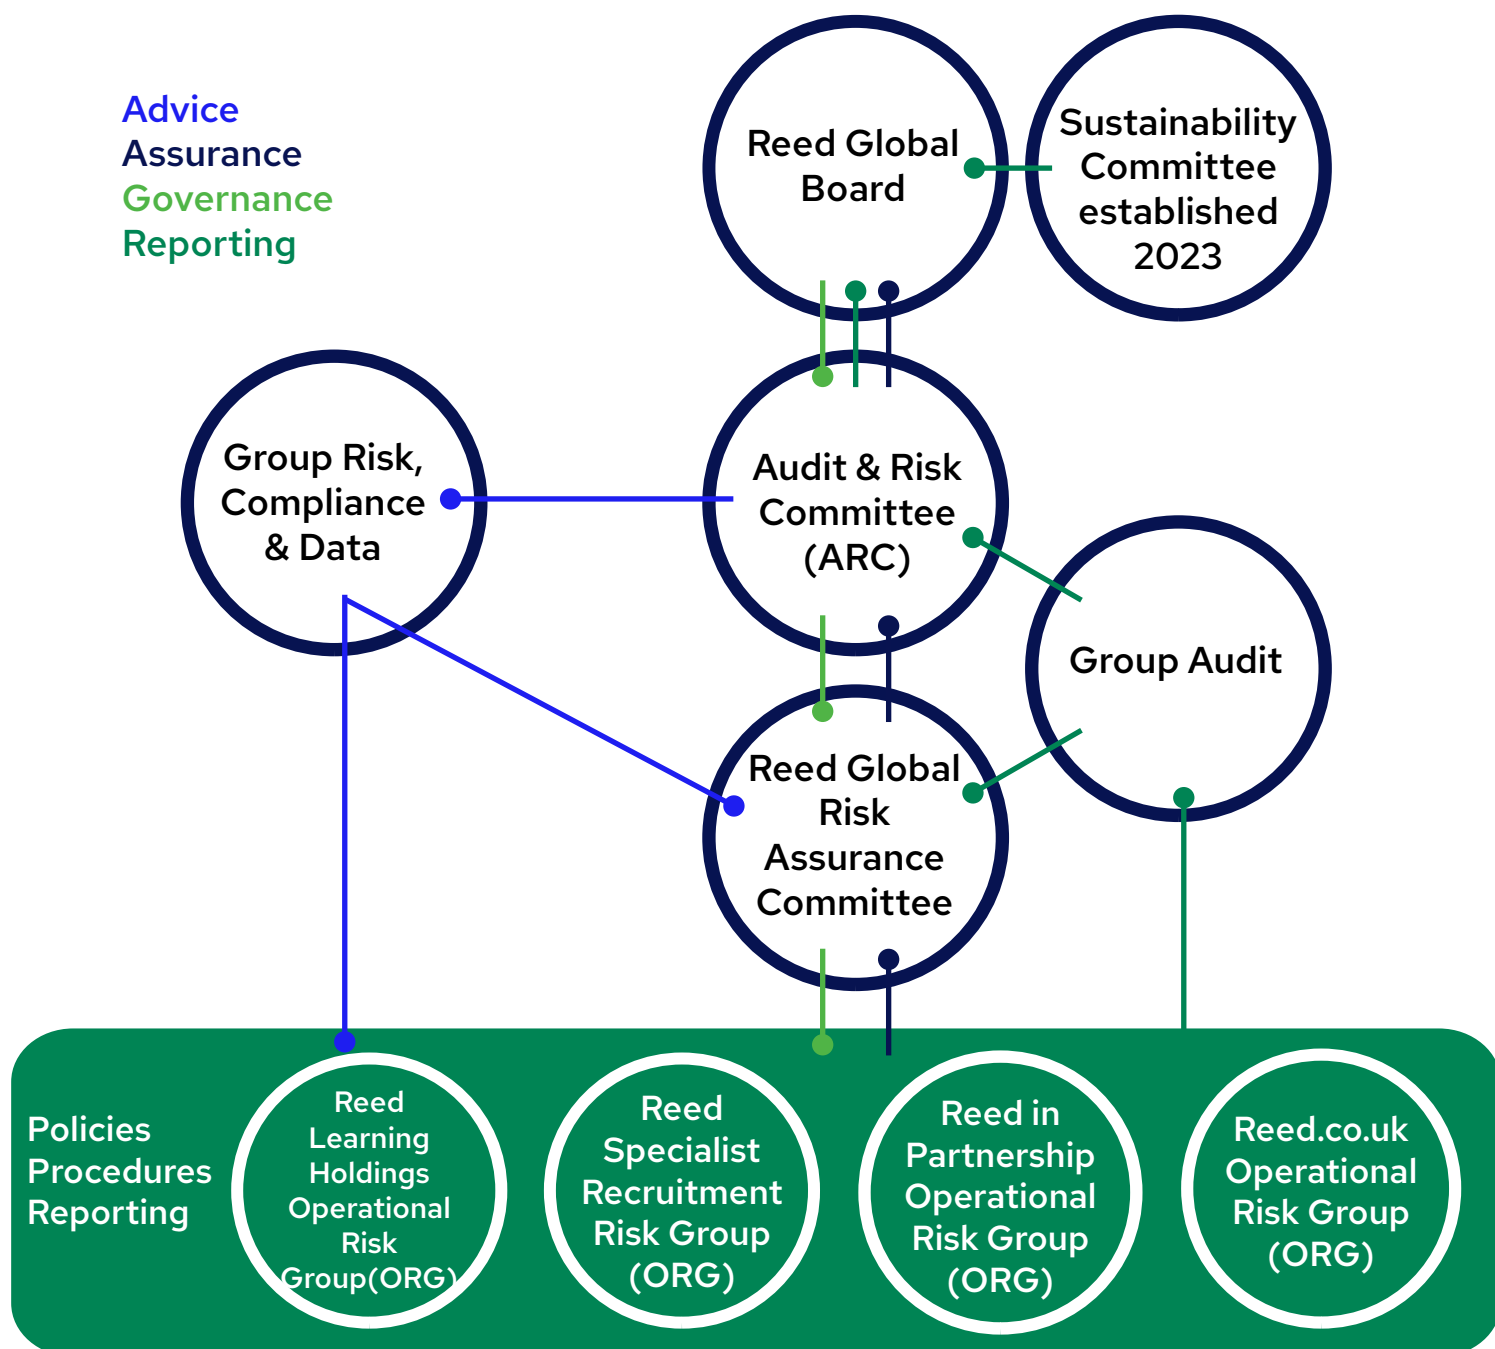 Advice
Assurance
Governance
Reporting
Reed Global
Board
Sustainability
Committee
established
2023
Group Risk,
Compliance
& Data
Audit & Risk
Committee
(ARC)
Group Audit
Reed Global
Risk
Assurance
Committee
Policies
Procedures
Reporting
Reed
Learning
Holdings
Operational
Risk
Group(ORG)
Reed
Specialist
Recruitment
Risk Group
(ORG)
Reed in
Partnership
Operational
Risk Group
(ORG)
Reed.co.uk
Operational
Risk Group
(ORG)